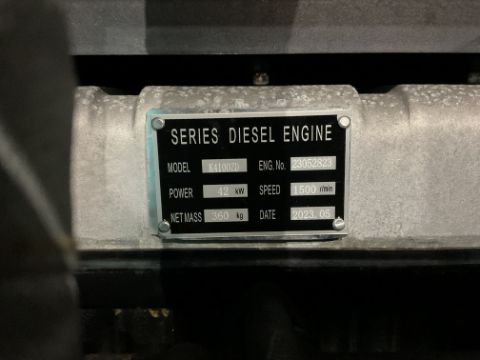 SERIES DIESEL ENGINE
MODEL K4100ZD ENG. No. 23052823
POWER 42 kW SPEED 1500 r/min
NET MASS 360 kg DATE 2023.05